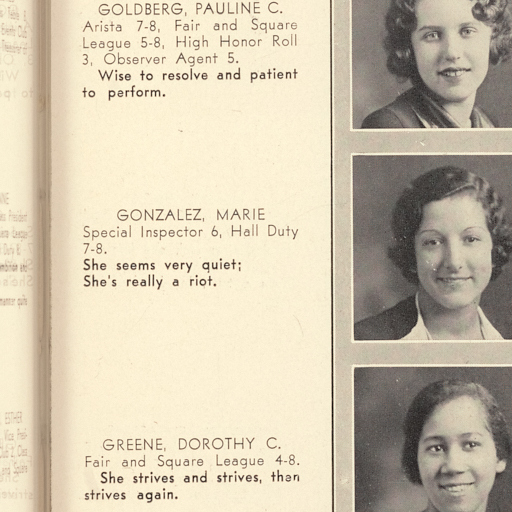 GOLDBERG, PAULINE C.
Arista 7-8, Fair and Square
League 5-8, High Honor Roll
3, Observer Agent 5.
Wise to resolve and patient
to perform.
GONZALEZ, MARIE
Special Inspector 6, Hall Duty
7-8.
She seems very quiet;
She's really a riot.
GREENE, DOROTHY C.
Fair and Square League 4-8.
She strives and strives, then
strives again.